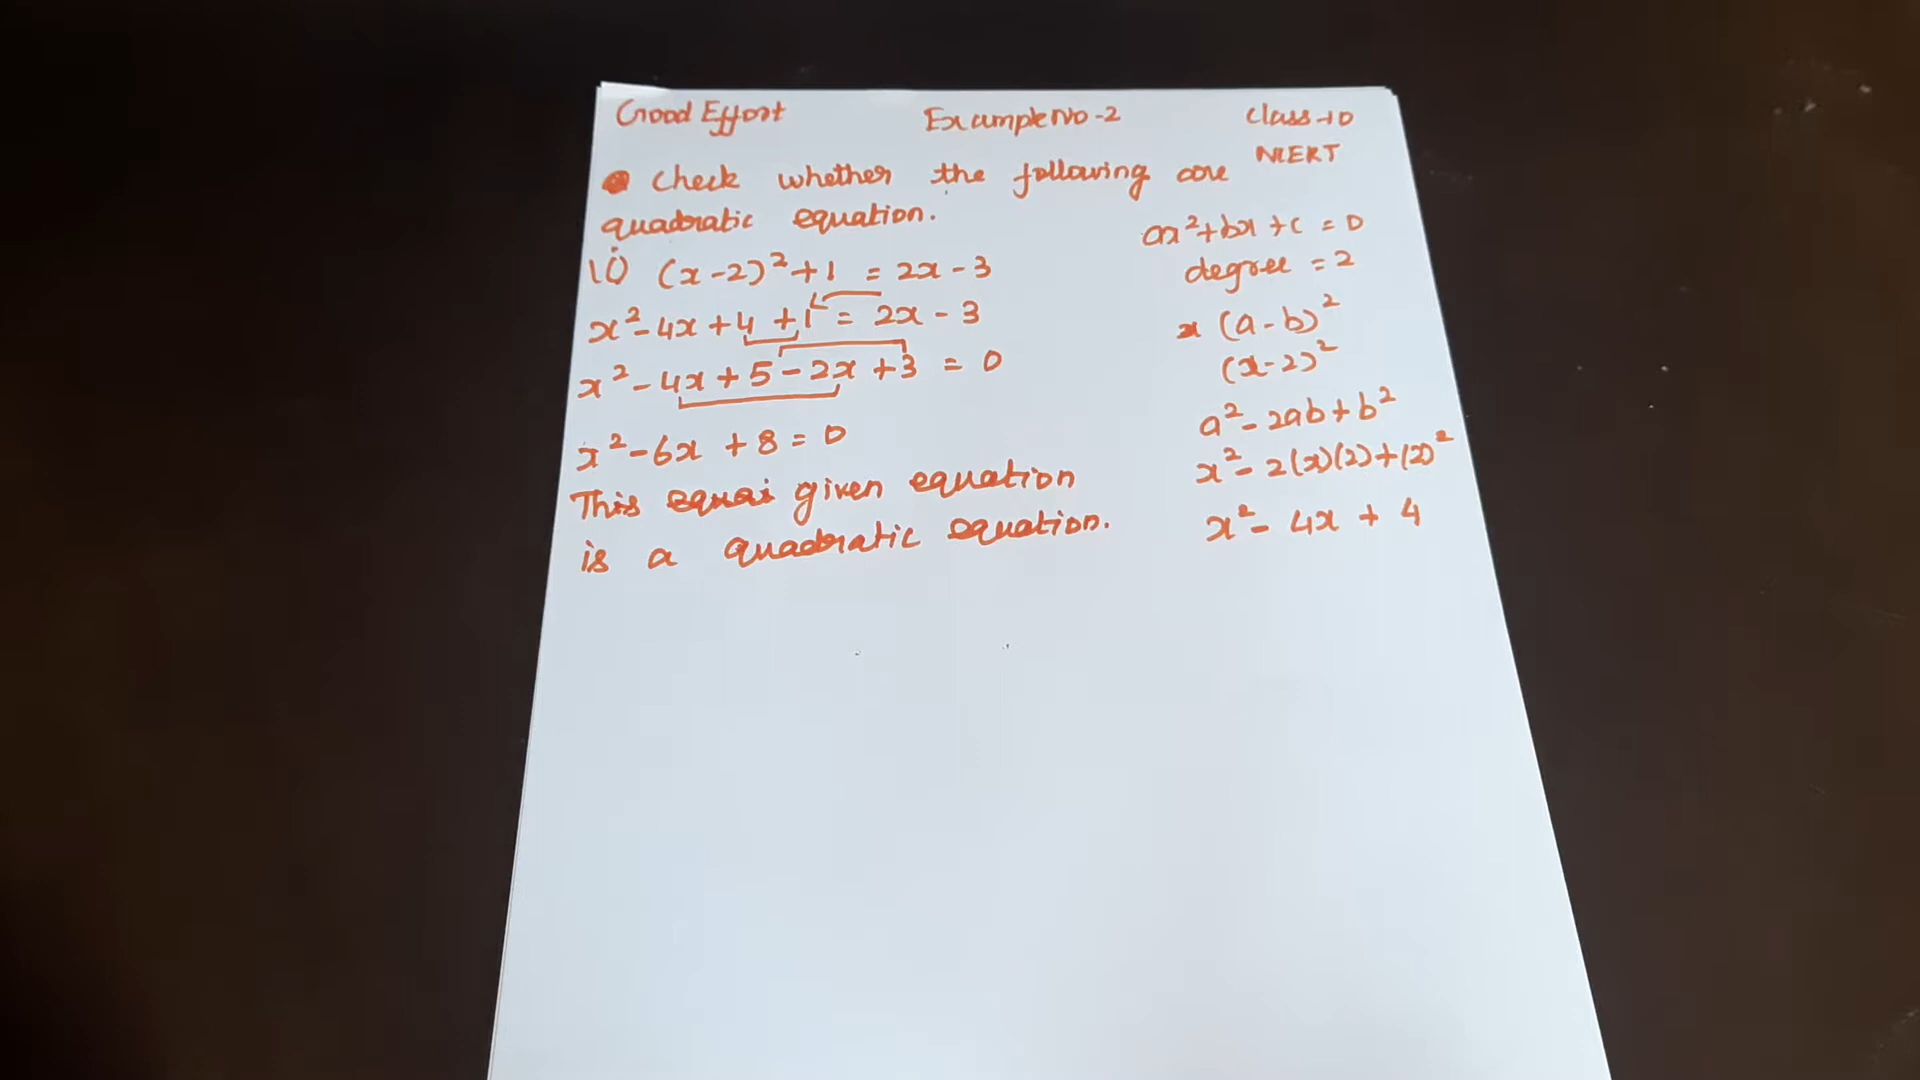 Good Effort Example No-2 Class-10
NCERT
Check whether the following are
quadratic equation.
1(i) (x-2)²+1 = 2x-3
x²-4x+4+1 = 2x-3
x²-4x+5-2x+3 = 0
x²-6x+8=0
This equai given equation
is a quadratic equation.
ax²+bx+c=0
degree = 2
x (a-b)²
(x-2)²
a²-2ab+b²
x²-2(x)(2)+(2)²
x²-4x+4